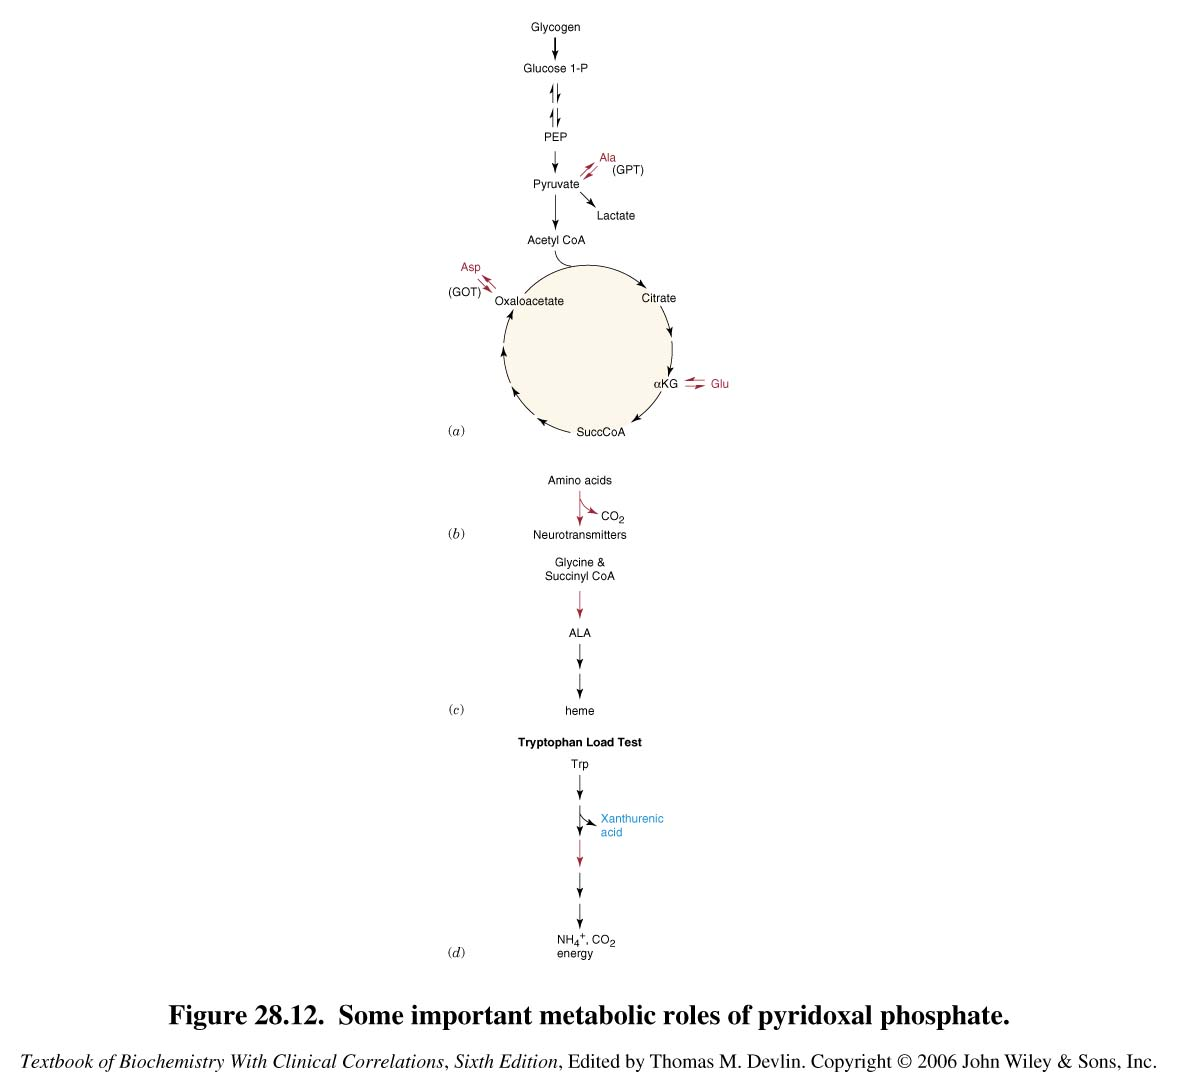 Glycogen
Glucose 1-P
PEP
Ala
(GPT)
Pyruvate
Lactate
Acetyl CoA
Asp
(GOT)
Oxaloacetate
Citrate
αKG
Glu
SuccCoA
(a)
Amino acids
CO2
Neurotransmitters
(b)
Glycine &
Succinyl CoA
ALA
heme
(c)
Tryptophan Load Test
Trp
Xanthurenic
acid
NH4+, CO2
energy
(d)
Figure 28.12. Some important metabolic roles of pyridoxal phosphate.
Textbook of Biochemistry With Clinical Correlations, Sixth Edition, Edited by Thomas M. Devlin. Copyright © 2006 John Wiley & Sons, Inc.